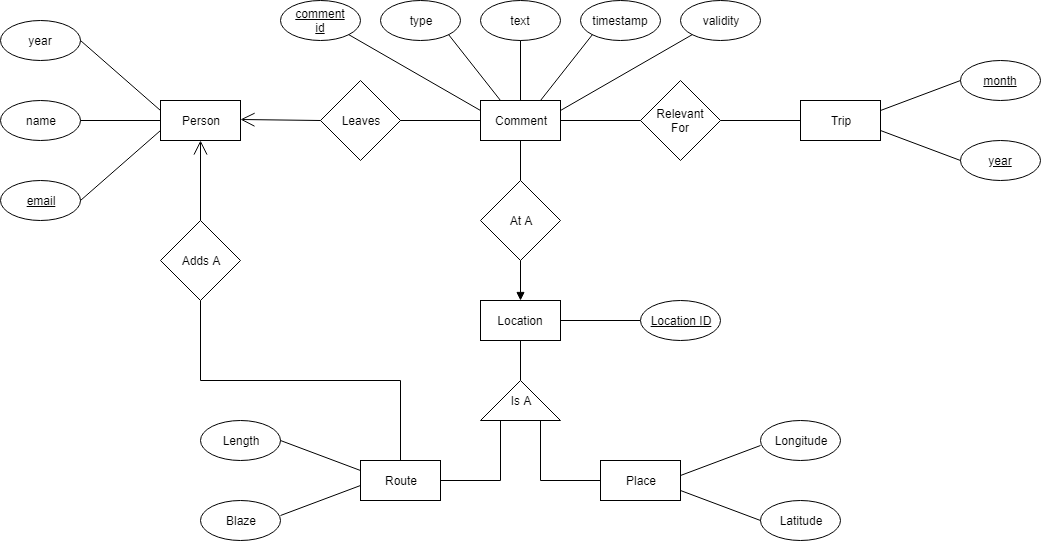 comment
id
type
text
timestamp
validity
year
name
Person
Leaves
Comment
Relevant
For
Trip
month
year
email
Adds A
At A
Location
Location ID
Is A
Length
Longitude
Route
Place
Blaze
Latitude